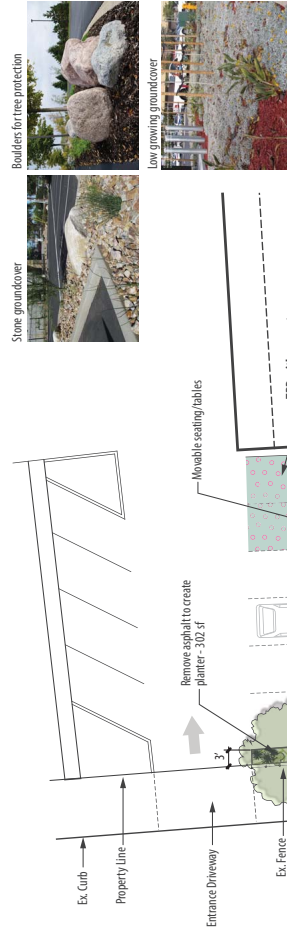 Ex. Curb
Property Line
Entrance Driveway
Ex. Fence
3'
Remove asphalt to create
planter - 302 sf
Movable seating/tables
Stone groundcover
Boulders for tree protection
Low growing groundcover